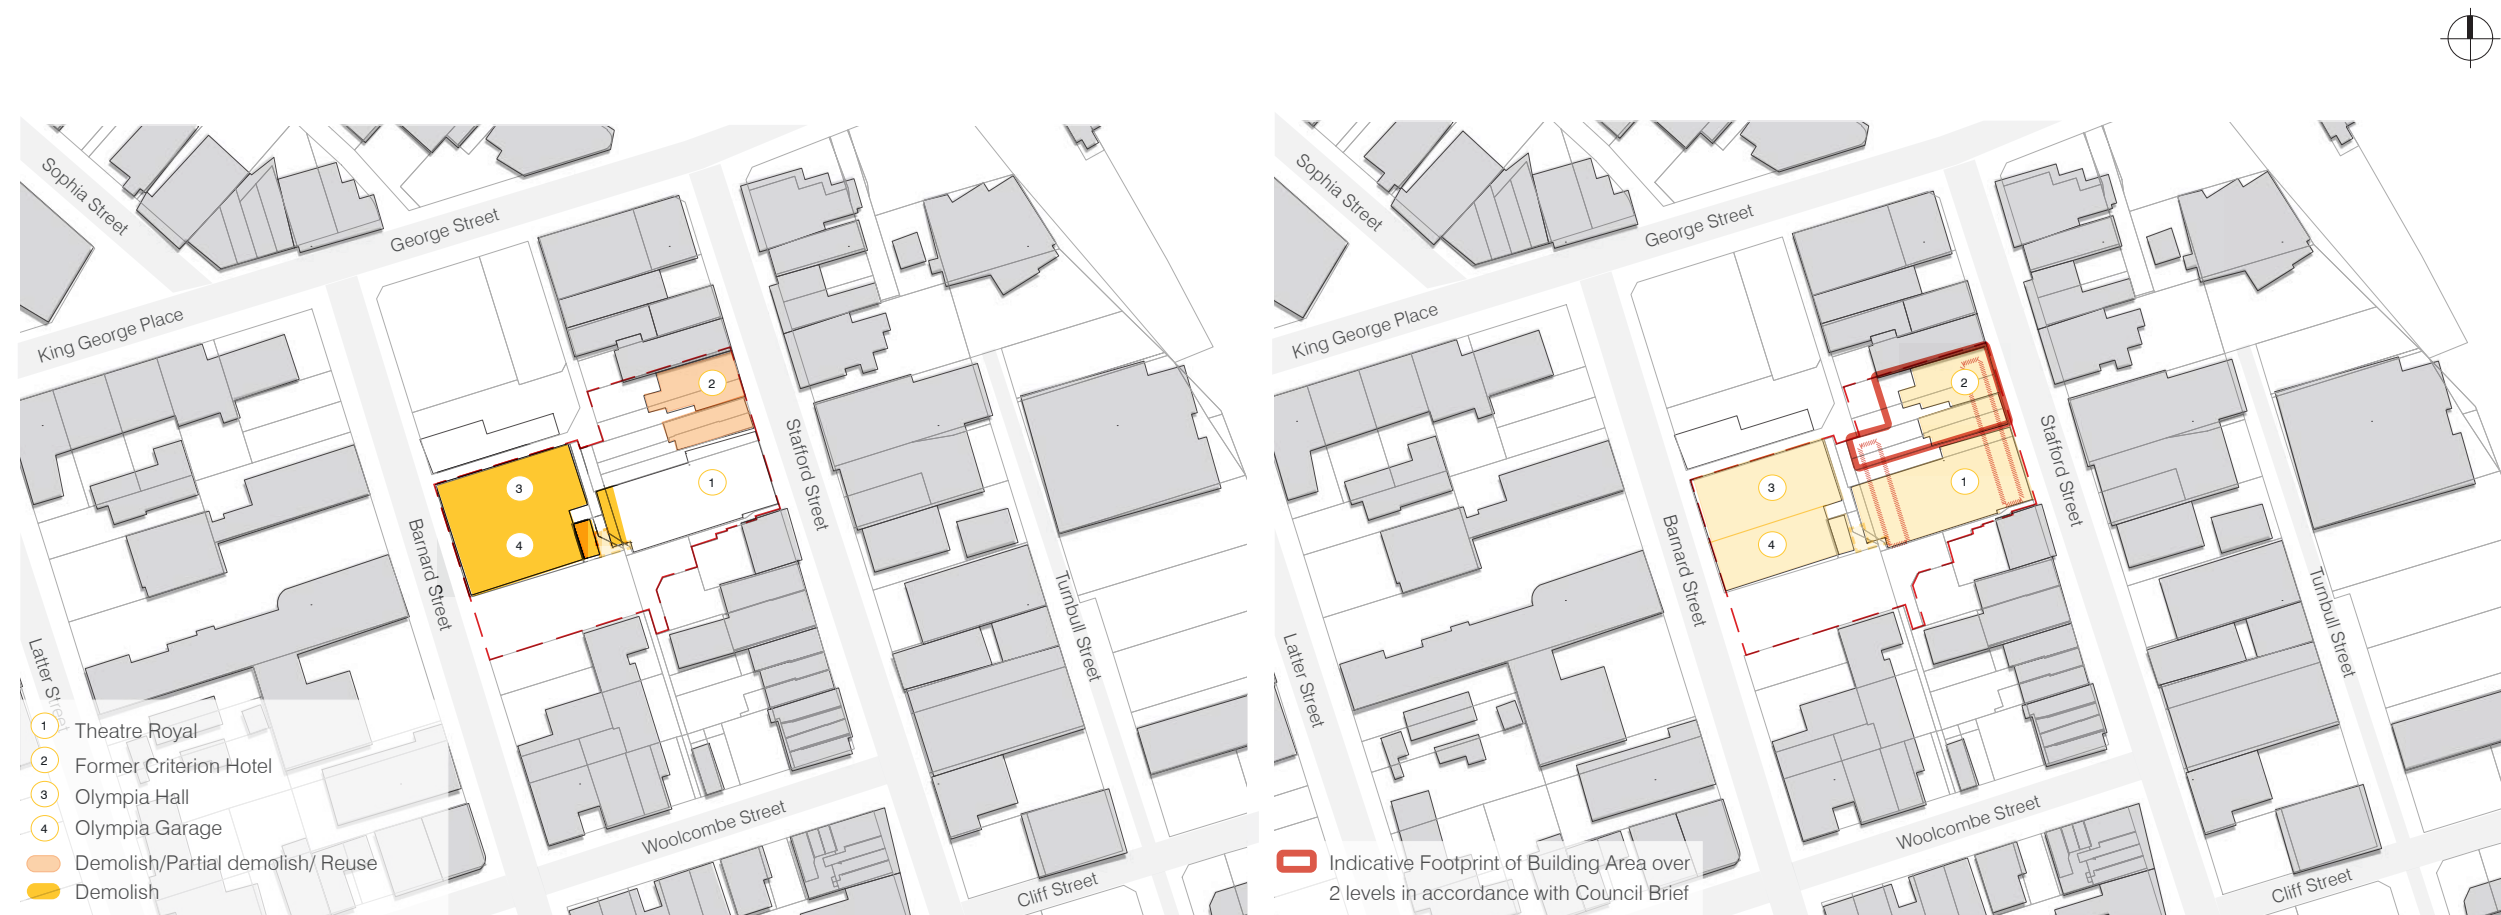 Sophia Street
George Street
King George Place
2
Stafford Street
3
1
Barnard Street
4
Turnbull Street
Latter Street
Woolcombe Street
Cliff Street
1 Theatre Royal
2 Former Criterion Hotel
3 Olympia Hall
4 Olympia Garage
Demolish/Partial demolish/ Reuse
Demolish
Sophia Street
George Street
King George Place
2
Stafford Street
3
1
Barnard Street
4
Turnbull Street
Latter Street
Woolcombe Street
Cliff Street
Indicative Footprint of Building Area over
2 levels in accordance with Council Brief